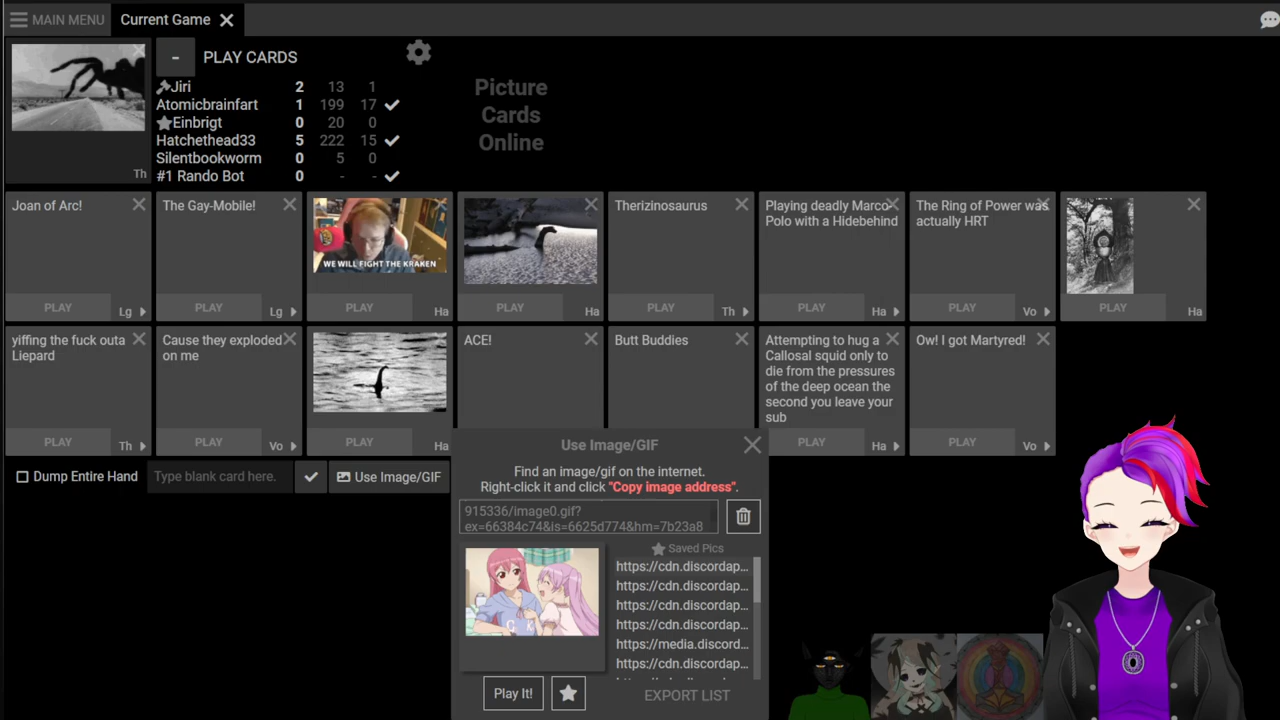 MAIN MENU
Current Game
PLAY CARDS
Jiri 2 13 1
Atomicbrainfart 1 199 17
Einbrigt 0 20 0
Hatchethead33 5 222 15
Silentbookworm 0 5 0
#1 Rando Bot 0 - -
Picture
Cards
Online
Th
Joan of Arc!
PLAY
Lg
The Gay-Mobile!
PLAY
Lg
WE WILL FIGHT THE KRAKEN
PLAY
Ha
PLAY
Ha
Therizinosaurus
PLAY
Th
Playing deadly Marco-
Polo with a Hidebehind
PLAY
Ha
The Ring of Power was
actually HRT
PLAY
Vo
PLAY
Ha
yiffing the fuck outa
Liepard
PLAY
Th
Cause they exploded
on me
PLAY
Vo
PLAY
Ha
ACE!
Butt Buddies
Attempting to hug a
Callosal squid only to
die from the pressures
of the deep ocean the
second you leave your
sub
PLAY
Ha
Ow! I got Martyred!
PLAY
Vo
Dump Entire Hand
Type blank card here.
Use Image/GIF
Use Image/GIF
Find an image/gif on the internet.
Right-click it and click "Copy image address".
915336/image0.gif?
ex=66384c74&is=6625d774&hm=7b23a8
Saved Pics
https://cdn.discordap...
https://cdn.discordap...
https://cdn.discordap...
https://cdn.discordap...
https://media.discord...
https://cdn.discordap...
Play It!
EXPORT LIST